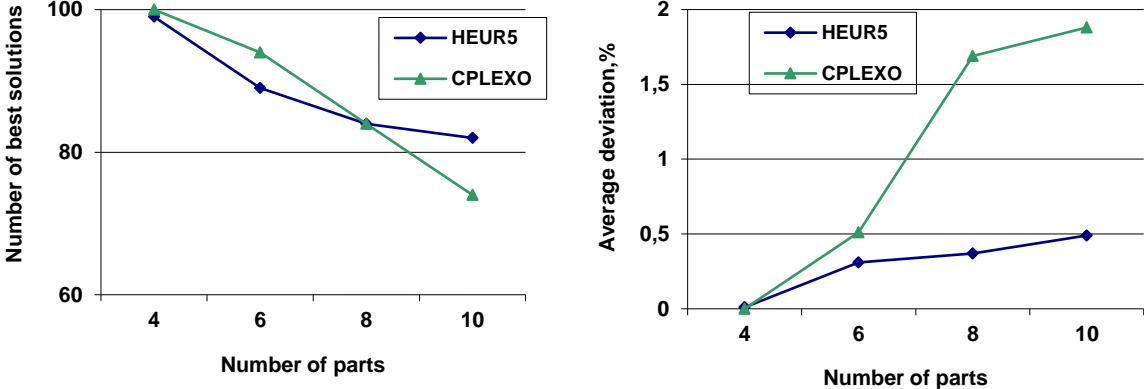 Number of best solutions
100
80
60
4 6 8 10
Number of parts
HEUR5
CPLEXO
Average deviation,%
2
1,5
1
0,5
0
4 6 8 10
Number of parts
HEUR5
CPLEXO